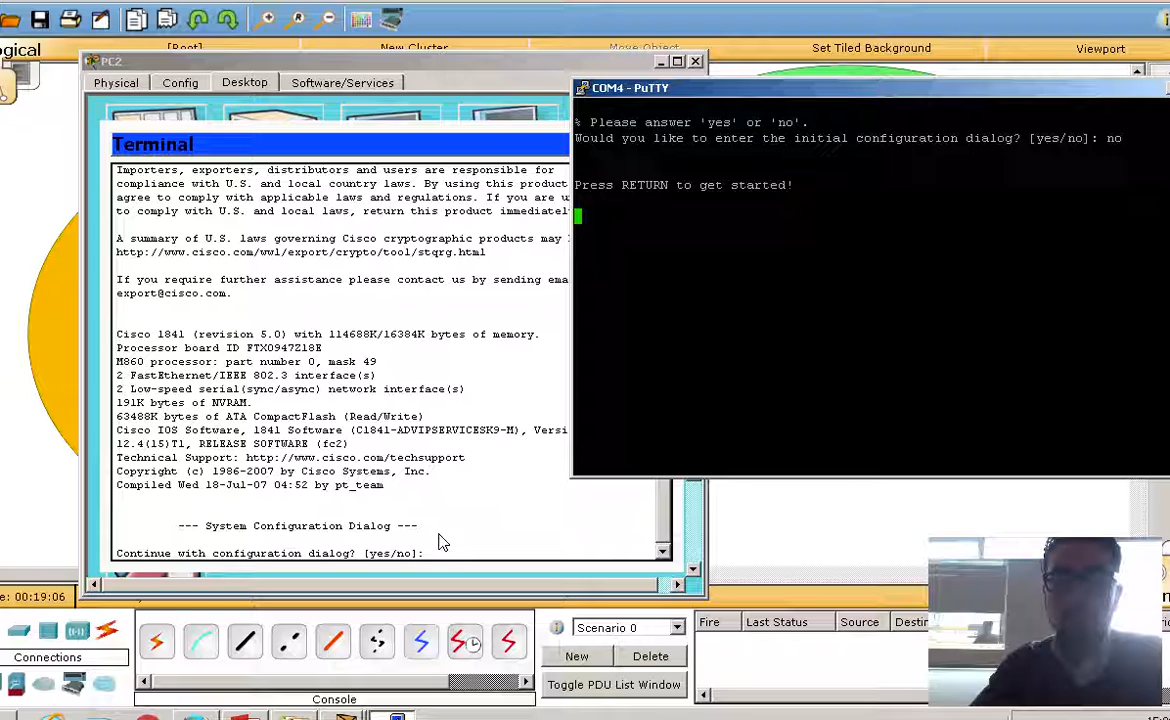 ogical
[Root]
New Cluster
Move Object
Set Tiled Background
Viewport
PC2
Physical
Config
Desktop
Software/Services
Terminal
Importers, exporters, distributors and users are responsible for
compliance with U.S. and local country laws. By using this product
agree to comply with applicable laws and regulations. If you are u
to comply with U.S. and local laws, return this product immediatel
A summary of U.S. laws governing Cisco cryptographic products may
http://www.cisco.com/wwl/export/crypto/tool/stqrg.html
If you require further assistance please contact us by sending ema
export@cisco.com.
Cisco 1841 (revision 5.0) with 114688K/16384K bytes of memory.
Processor board ID FTX0947Z18E
M860 processor: part number 0, mask 49
2 FastEthernet/IEEE 802.3 interface(s)
2 Low-speed serial(sync/async) network interface(s)
191K bytes of NVRAM.
63488K bytes of ATA CompactFlash (Read/Write)
Cisco IOS Software, 1841 Software (C1841-ADVIPSERVICESK9-M), Versi
12.4(15)T1, RELEASE SOFTWARE (fc2)
Technical Support: http://www.cisco.com/techsupport
Copyright (c) 1986-2007 by Cisco Systems, Inc.
Compiled Wed 18-Jul-07 04:52 by pt_team
--- System Configuration Dialog ---
Continue with configuration dialog? [yes/no]:
COM4 - PuTTY
% Please answer 'yes' or 'no'.
Would you like to enter the initial configuration dialog? [yes/no]: no
Press RETURN to get started!
e: 00:19:06
Connections
Console
Scenario 0
New
Delete
Toggle PDU List Window
Fire
Last Status
Source
Destin